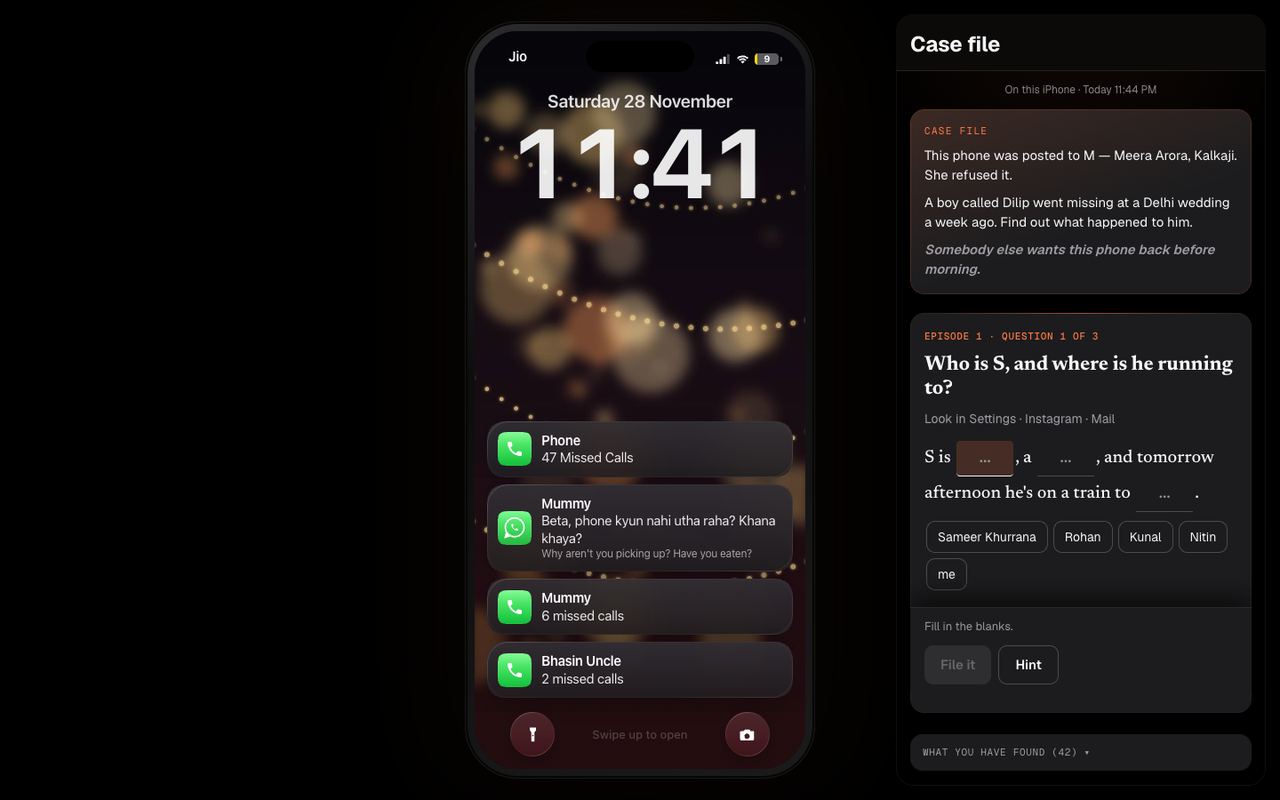 Jio
9
Saturday 28 November
11:41
Phone
47 Missed Calls
Mummy
Beta, phone kyun nahi utha raha? Khana
khaya?
Why aren't you picking up? Have you eaten?
Mummy
6 missed calls
Bhasin Uncle
2 missed calls
Swipe up to open
Case file
On this iPhone · Today 11:44 PM
CASE FILE
This phone was posted to M — Meera Arora, Kalkaji.
She refused it.
A boy called Dilip went missing at a Delhi wedding
a week ago. Find out what happened to him.
Somebody else wants this phone back before
morning.
EPISODE 1 · QUESTION 1 OF 3
Who is S, and where is he running
to?
Look in Settings · Instagram · Mail
S is … , a … , and tomorrow
afternoon he's on a train to … .
Sameer Khurrana Rohan Kunal Nitin
me
Fill in the blanks.
File it Hint
WHAT YOU HAVE FOUND (42) ▾